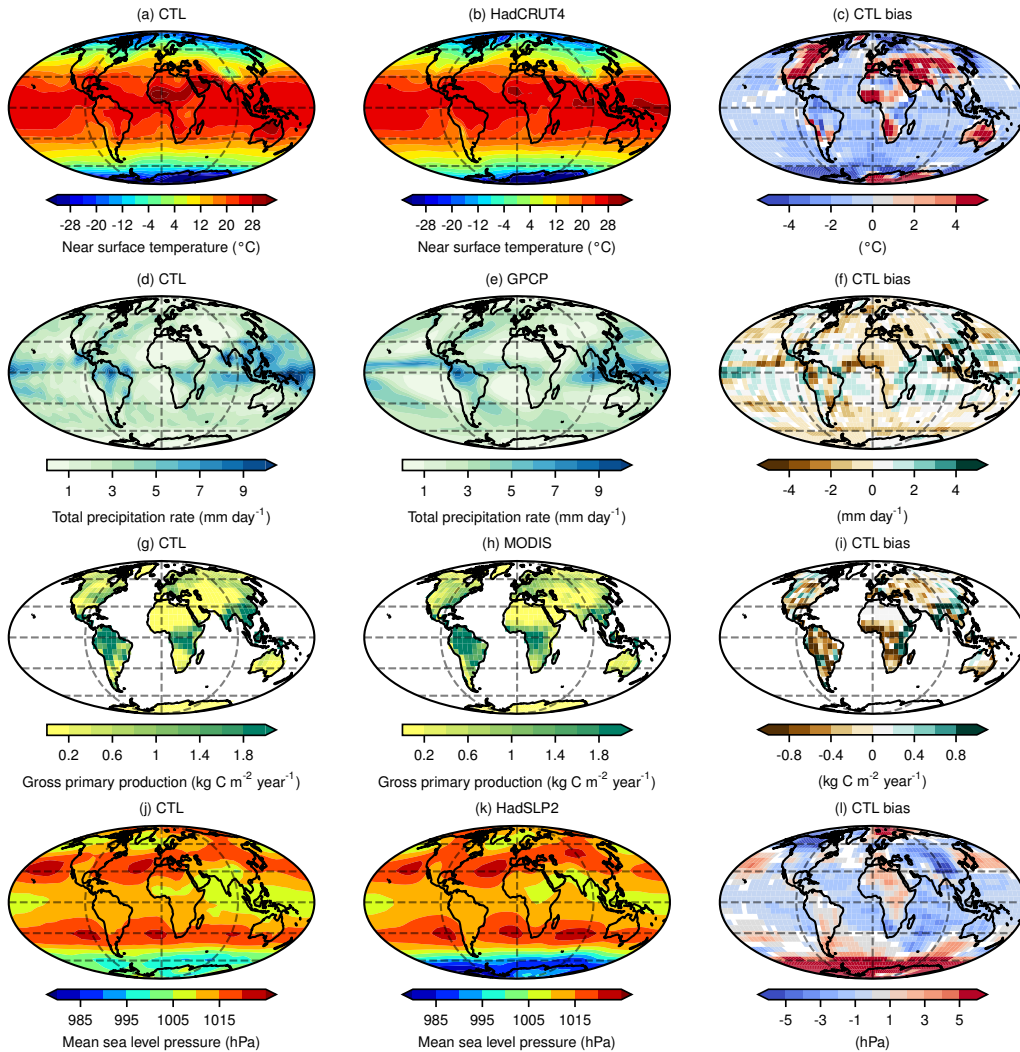 (a) CTL
(b) HadCRUT4
(c) CTL bias
-28 -20 -12 -4 4 12 20 28
-28 -20 -12 -4 4 12 20 28
-4 -2 0 2 4
Near surface temperature (°C)
Near surface temperature (°C)
(°C)
(d) CTL
(e) GPCP
(f) CTL bias
1 3 5 7 9
1 3 5 7 9
-4 -2 0 2 4
Total precipitation rate (mm day⁻¹)
Total precipitation rate (mm day⁻¹)
(mm day⁻¹)
(g) CTL
(h) MODIS
(i) CTL bias
0.2 0.6 1 1.4 1.8
0.2 0.6 1 1.4 1.8
-0.8 -0.4 0 0.4 0.8
Gross primary production (kg C m⁻² year⁻¹)
Gross primary production (kg C m⁻² year⁻¹)
(kg C m⁻² year⁻¹)
(j) CTL
(k) HadSLP2
(l) CTL bias
985 995 1005 1015
985 995 1005 1015
-5 -3 -1 1 3 5
Mean sea level pressure (hPa)
Mean sea level pressure (hPa)
(hPa)